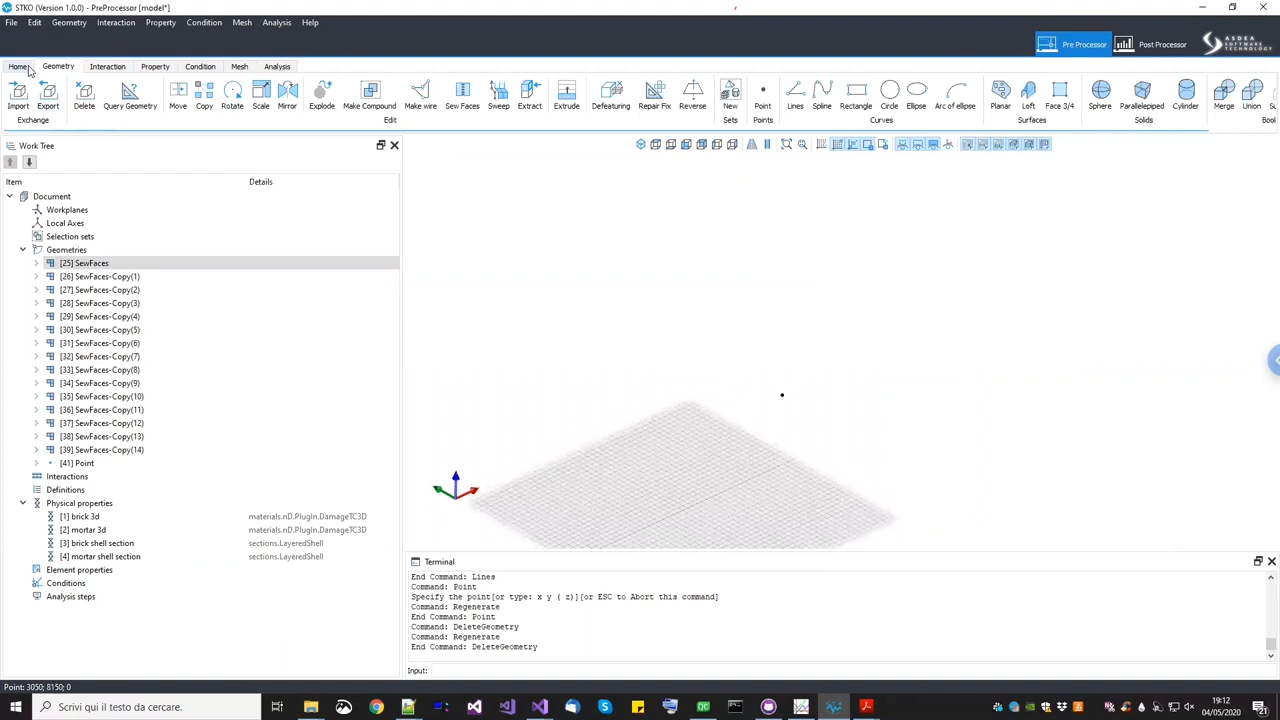 STKO (Version 1.0.0) - PreProcessor [model*]
File Edit Geometry Interaction Property Condition Mesh Analysis Help
Pre Processor Post Processor ASDEA SOFTWARE TECHNOLOGY
Home Geometry Interaction Property Condition Mesh Analysis
Import Export Delete Query Geometry Move Copy Rotate Scale Mirror Explode Make Compound Make wire Sew Faces Sweep Extract Extrude Defeaturing Repair Fix Reverse New Point Lines Spline Rectangle Circle Ellipse Arc of ellipse Planar Loft Face 3/4 Sphere Parallelepiped Cylinder Merge Union
Exchange Edit Sets Points Curves Surfaces Solids
Work Tree
Item Details
Document
Workplanes
Local Axes
Selection sets
Geometries
[25] SewFaces
[26] SewFaces-Copy(1)
[27] SewFaces-Copy(2)
[28] SewFaces-Copy(3)
[29] SewFaces-Copy(4)
[30] SewFaces-Copy(5)
[31] SewFaces-Copy(6)
[32] SewFaces-Copy(7)
[33] SewFaces-Copy(8)
[34] SewFaces-Copy(9)
[35] SewFaces-Copy(10)
[36] SewFaces-Copy(11)
[37] SewFaces-Copy(12)
[38] SewFaces-Copy(13)
[39] SewFaces-Copy(14)
[41] Point
Interactions
Definitions
Physical properties
[1] brick 3d materials.nD.PlugIn.DamageTC3D
[2] mortar 3d materials.nD.PlugIn.DamageTC3D
[3] brick shell section sections.LayeredShell
[4] mortar shell section sections.LayeredShell
Element properties
Conditions
Analysis steps
Terminal
End Command: Lines
Command: Point
Specify the point[or type: x y ( z)][or ESC to Abort this command]
Command: Regenerate
End Command: Point
Command: DeleteGeometry
Command: Regenerate
End Command: DeleteGeometry
Input:
Point: 3050; 8150; 0
Scrivi qui il testo da cercare.
19:12
04/05/2020